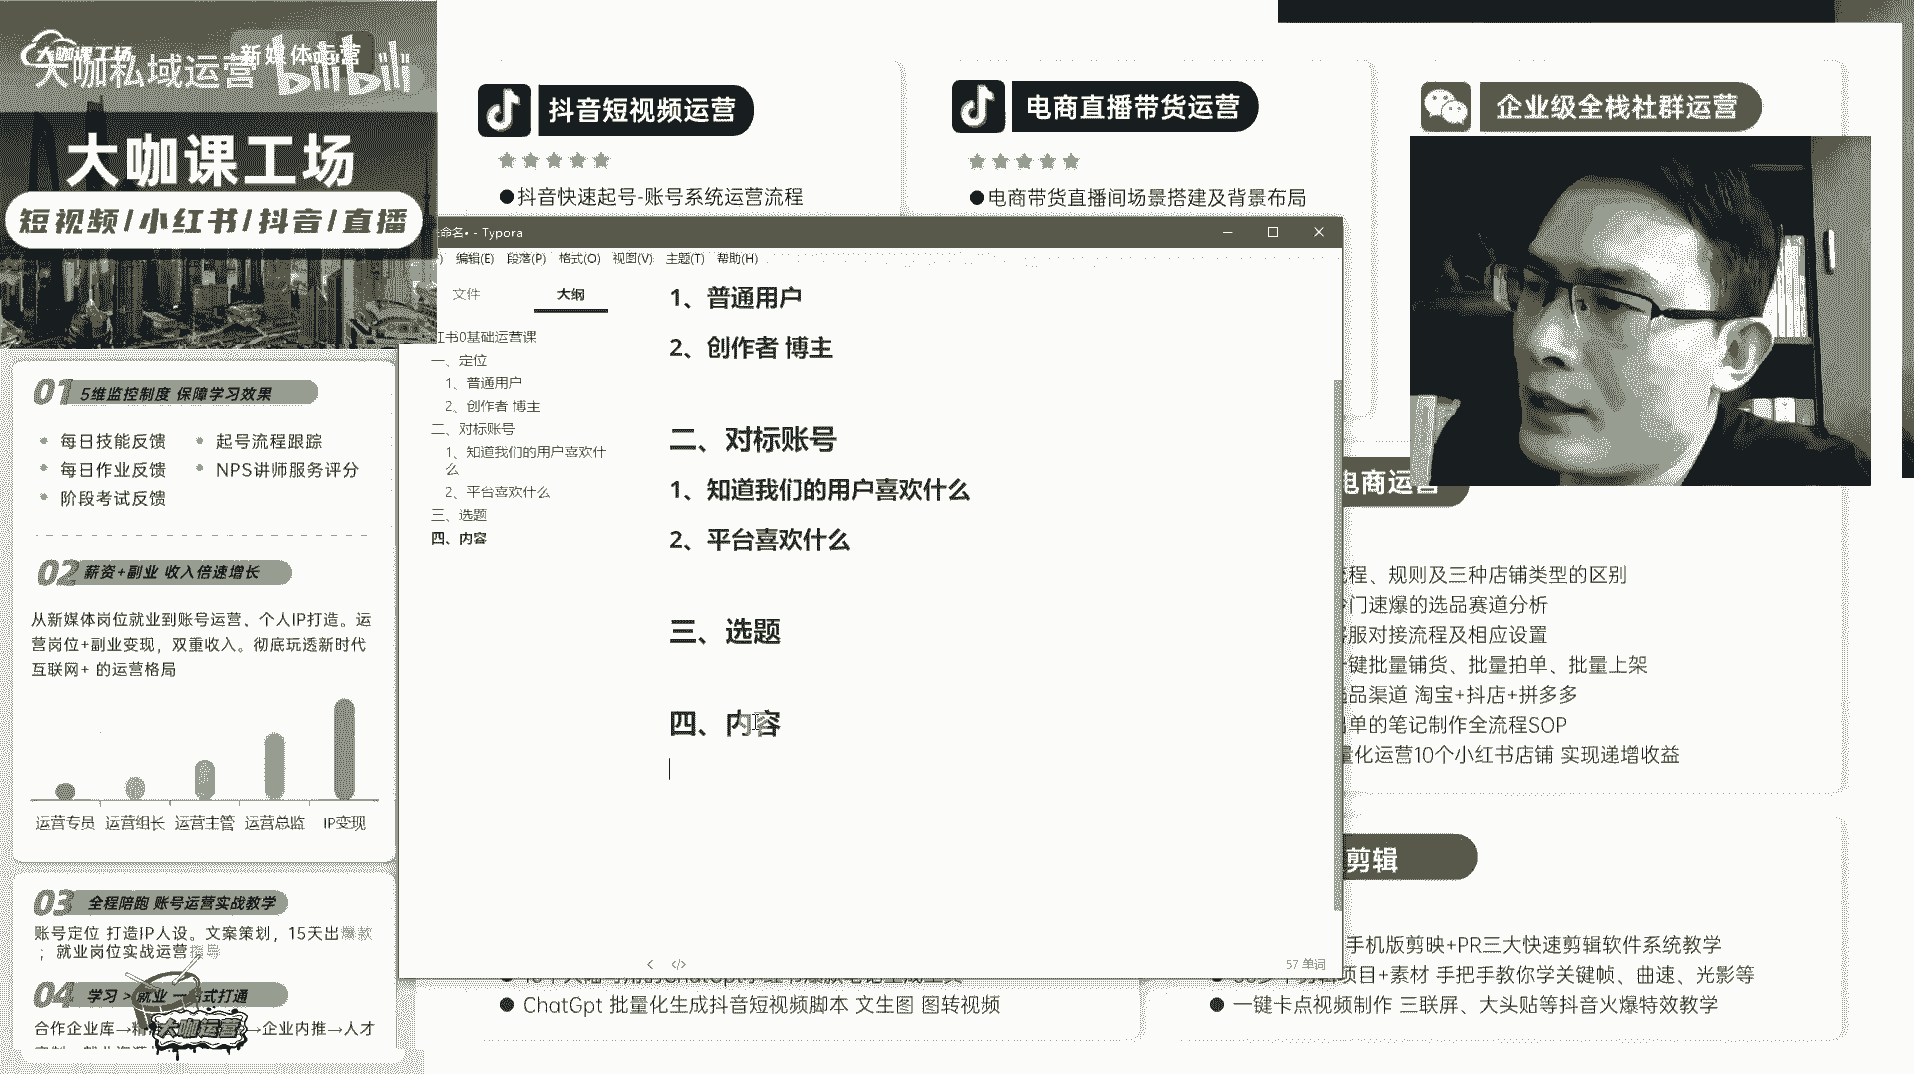 大咖课工场
新媒体运营
大咖私域运营
bilibili
大咖课工场
短视频/小红书/抖音/直播
01 5维监控制度 保障学习效果
每日技能反馈
起号流程跟踪
每日作业反馈
NPS讲师服务评分
阶段考试反馈
02 薪资+副业 收入倍速增长
从新媒体岗位就业到账号运营、个人IP打造。运
营岗位+副业变现，双重收入。彻底玩透新时代
互联网+ 的运营格局
运营专员 运营组长 运营主管 运营总监 IP变现
03 全程陪跑 账号运营实战教学
账号定位 打造IP人设。文案策划，15天出爆款
；就业岗位实战运营指导
04 学习 > 就业 一站式打通
合作企业库→
→企业内推→人才
大咖运营
抖音短视频运营
●抖音快速起号-账号系统运营流程
电商直播带货运营
●电商带货直播间场景搭建及背景布局
企业级全栈社群运营
命名• - Typora
编辑(E) 段落(P) 格式(O) 视图(V) 主题(T) 帮助(H)
文件 大纲
书0基础运营课
一、定位
1、普通用户
2、创作者 博主
二、对标账号
1、知道我们的用户喜欢什
么
2、平台喜欢什么
三、选题
四、内容
1、普通用户
2、创作者 博主
二、对标账号
1、知道我们的用户喜欢什么
2、平台喜欢什么
三、选题
四、内容
57 单词
电商运营
程、规则及三种店铺类型的区别
门速爆的选品赛道分析
服对接流程及相应设置
键批量铺货、批量拍单、批量上架
品渠道 淘宝+抖店+拼多多
单的笔记制作全流程SOP
量化运营10个小红书店铺 实现递增收益
剪辑
手机版剪映+PR三大快速剪辑软件系统教学
项目+素材 手把手教你学关键帧、曲速、光影等
●一键卡点视频制作 三联屏、大头贴等抖音火爆特效教学
●ChatGpt 批量化生成抖音短视频脚本 文生图 图转视频